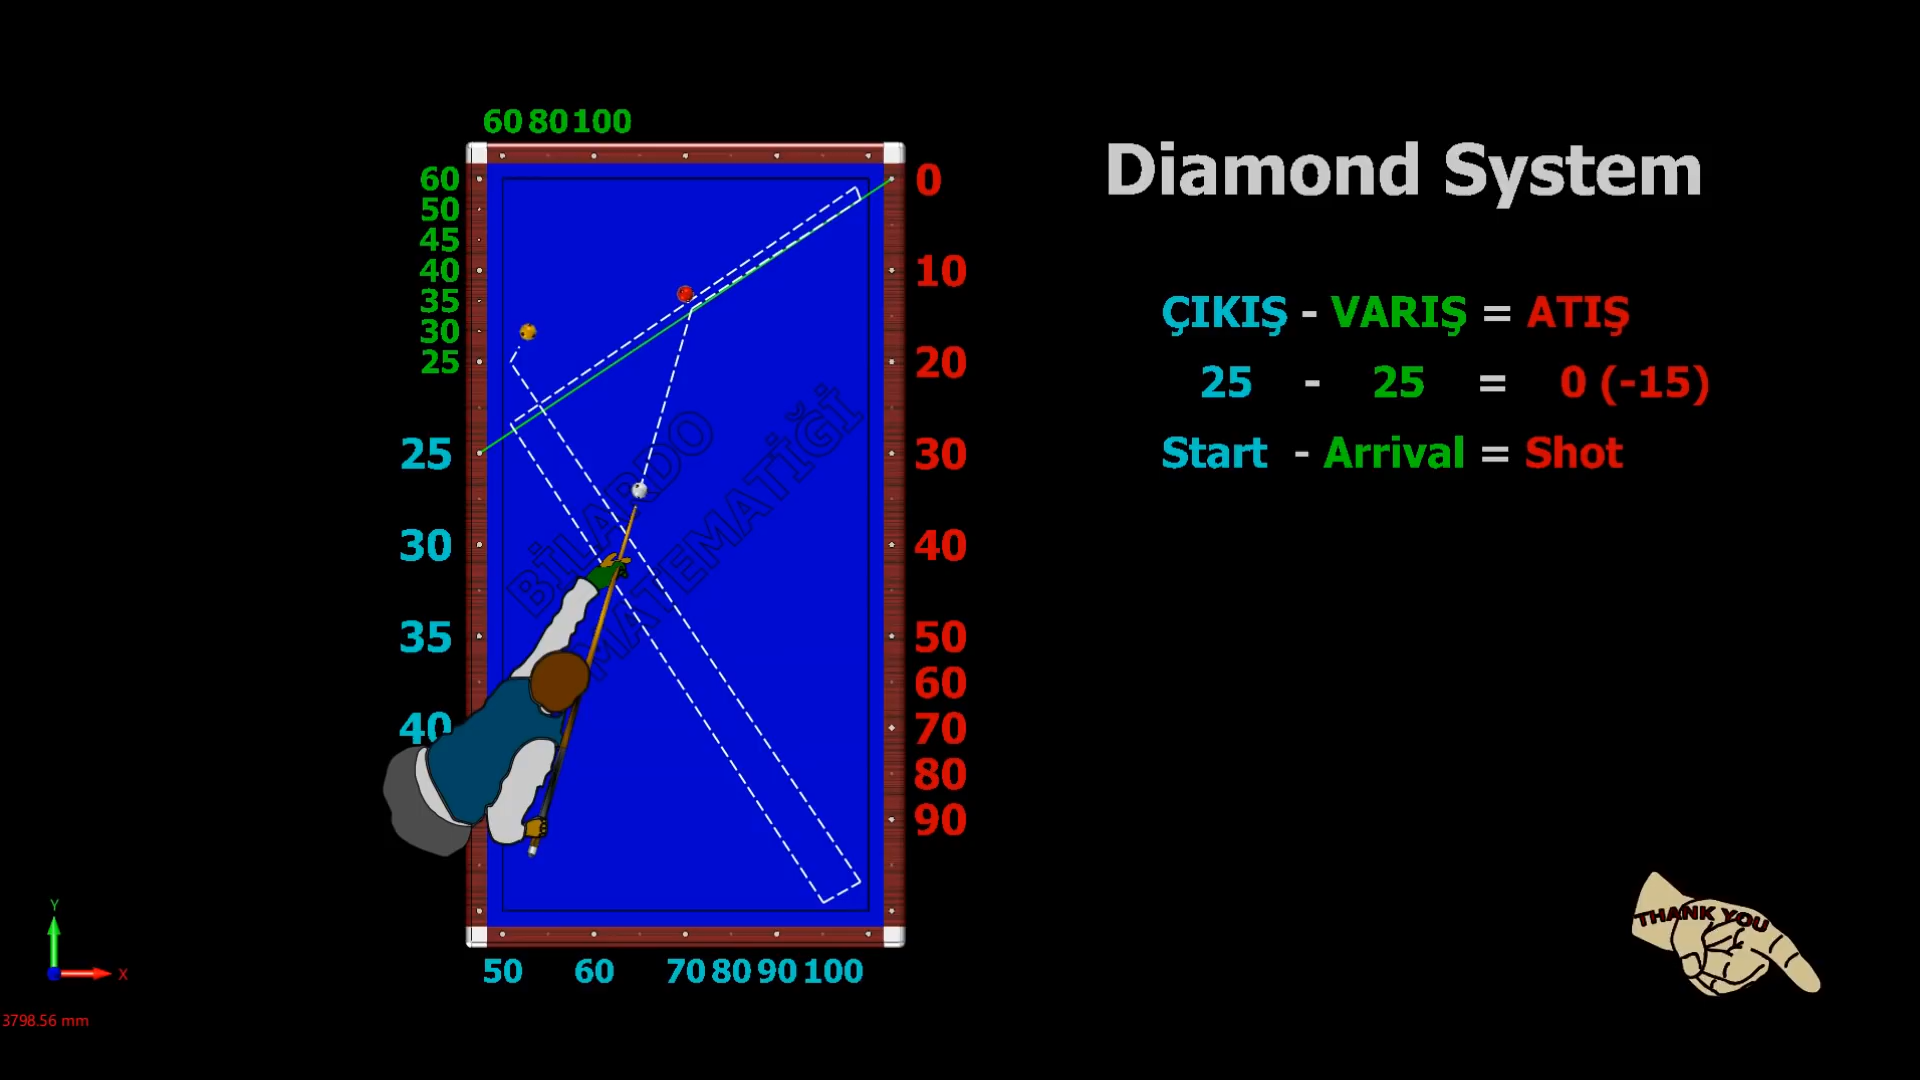 60 80 100
Diamond System
60
50
45
40
35
30
25
0
10
20
30
40
50
60
70
80
90
25
30
35
40
ÇIKIŞ - VARIŞ = ATIŞ
25 - 25 = 0 (-15)
Start - Arrival = Shot
BİLARDO
MATEMATİĞİ
50 60 70 80 90 100
THANK YOU
Y
X
3798.56 mm